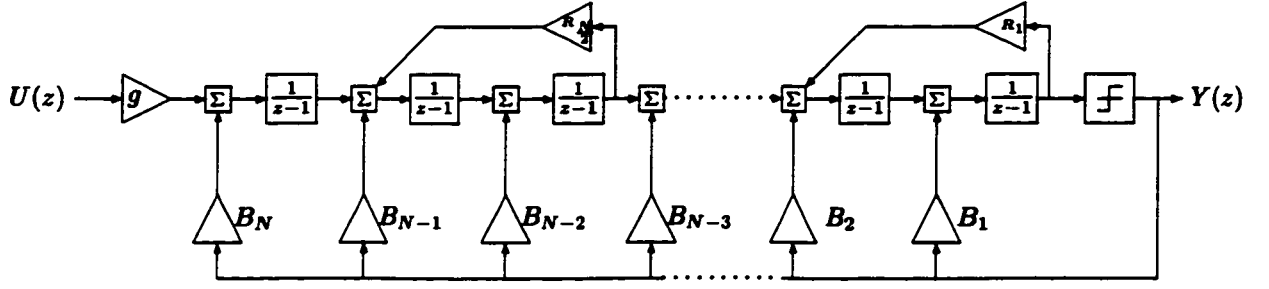 R N/2
R₁
U(z)
g
Σ
1/(z−1)
Σ
1/(z−1)
Σ
1/(z−1)
Σ
Σ
1/(z−1)
Σ
1/(z−1)
Y(z)
B_N
B_{N−1}
B_{N−2}
B_{N−3}
B₂
B₁